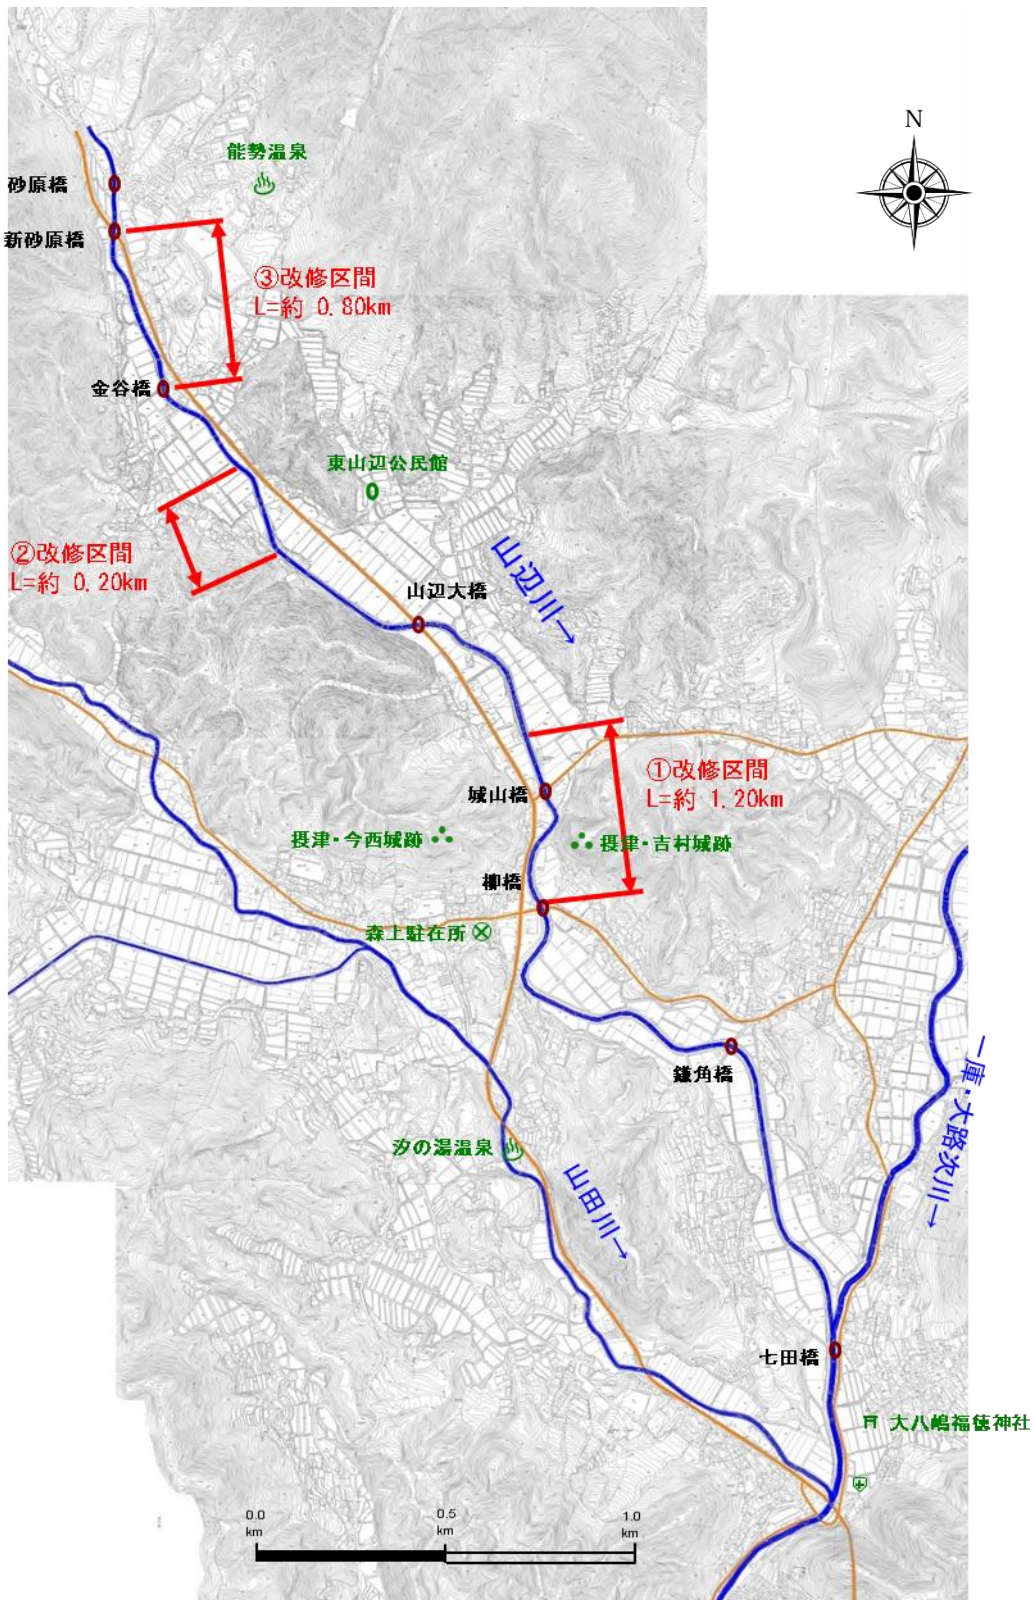 N
能勢温泉
砂原橋
新砂原橋
③改修区間
L=約 0.80km
金谷橋
東山辺公民館
②改修区間
L=約 0.20km
山辺川→
山辺大橋
①改修区間
L=約 1.20km
城山橋
摂津・今西城跡
摂津・吉村城跡
柳橋
森上駐在所
鎌角橋
一庫・大路次川→
汐の湯温泉
山田川→
七田橋
大八嶋福徳神社
0.0
km
0.5
km
1.0
km